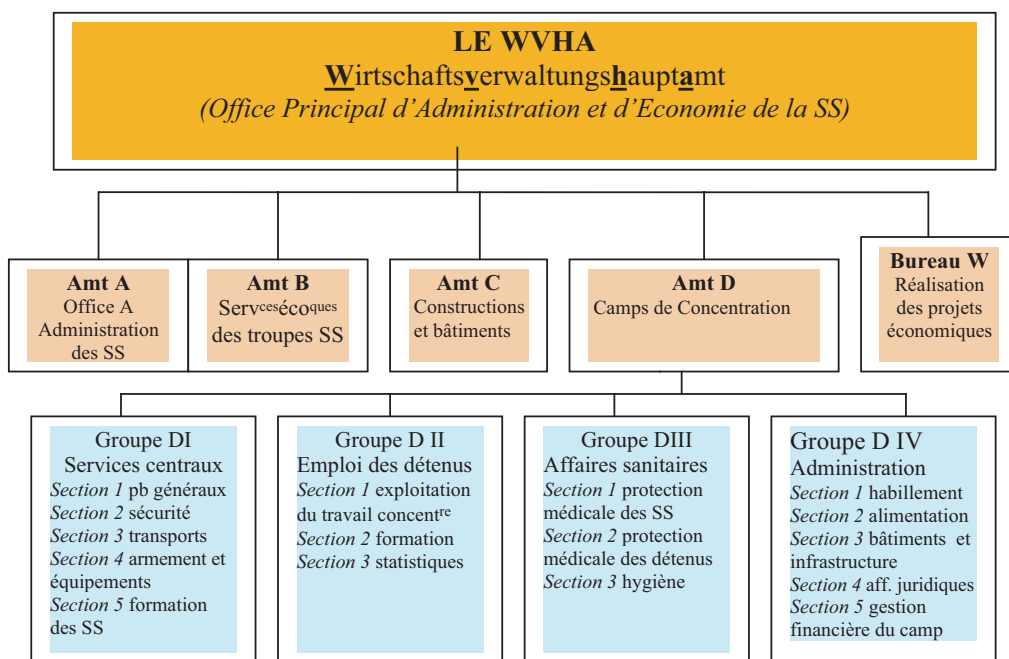 LE WVHA
Wirtschaftsverwaltungshauptamt
(Office Principal d'Administration et d'Economie de la SS)
Amt A
Office A
Administration
des SS
Amt B
Servcesécoques
des troupes SS
Amt C
Constructions
et bâtiments
Amt D
Camps de Concentration
Bureau W
Réalisation
des projets
économiques
Groupe DI
Services centraux
Section 1 pb généraux
Section 2 sécurité
Section 3 transports
Section 4 armement et
équipements
Section 5 formation
des SS
Groupe D II
Emploi des détenus
Section 1 exploitation
du travail concentre
Section 2 formation
Section 3 statistiques
Groupe DIII
Affaires sanitaires
Section 1 protection
médicale des SS
Section 2 protection
médicale des détenus
Section 3 hygiène
Groupe D IV
Administration
Section 1 habillement
Section 2 alimentation
Section 3 bâtiments et
infrastructure
Section 4 aff. juridiques
Section 5 gestion
financière du camp